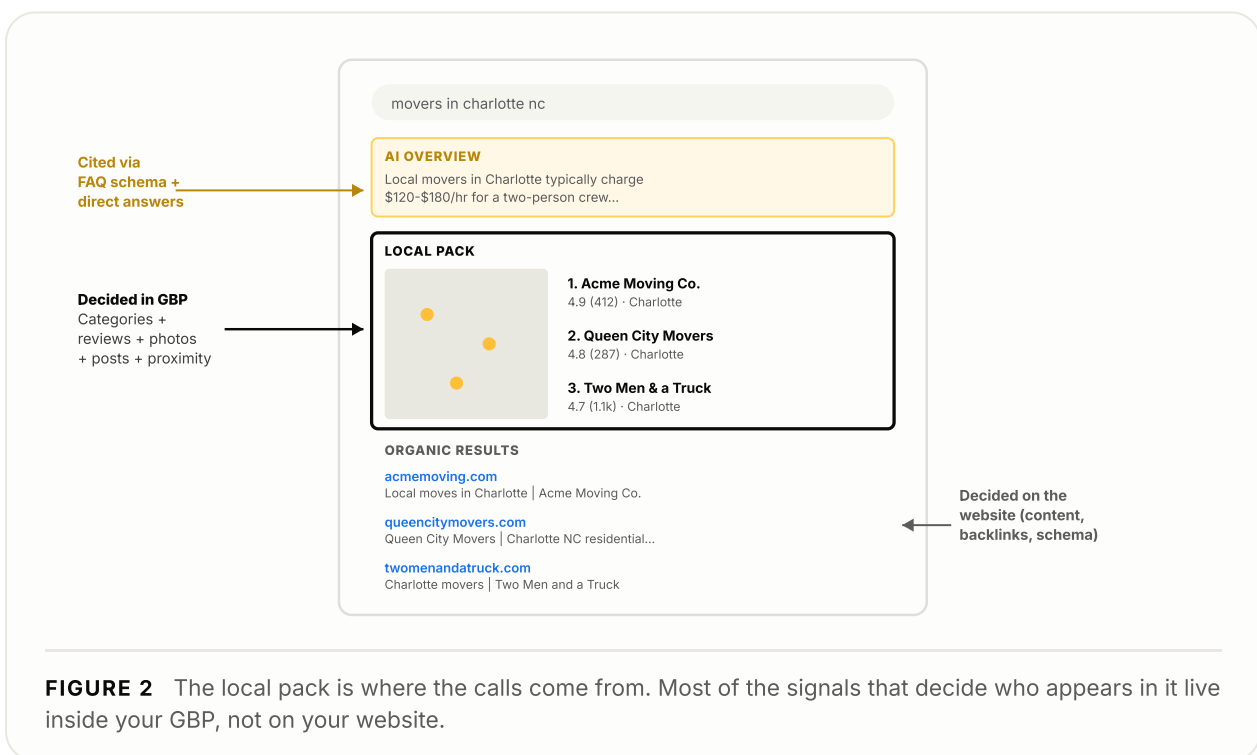 movers in charlotte nc
Cited via
FAQ schema +
direct answers
AI OVERVIEW
Local movers in Charlotte typically charge
$120-$180/hr for a two-person crew...
LOCAL PACK
Decided in GBP
Categories +
reviews + photos
+ posts + proximity
1. Acme Moving Co.
4.9 (412) · Charlotte
2. Queen City Movers
4.8 (287) · Charlotte
3. Two Men & a Truck
4.7 (1.1k) · Charlotte
ORGANIC RESULTS
acmemoving.com
Local moves in Charlotte | Acme Moving Co.
queencitymovers.com
Queen City Movers | Charlotte NC residential...
twomenandatruck.com
Charlotte movers | Two Men and a Truck
Decided on the
website (content,
backlinks, schema)
FIGURE 2 The local pack is where the calls come from. Most of the signals that decide who appears in it live
inside your GBP, not on your website.